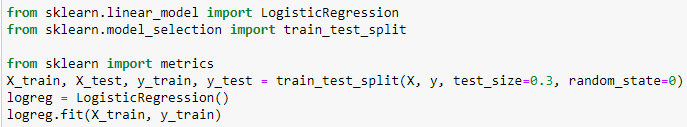 from sklearn.linear_model import LogisticRegression
from sklearn.model_selection import train_test_split
from sklearn import metrics
X_train, X_test, y_train, y_test = train_test_split(X, y, test_size=0.3, random_state=0)
logreg = LogisticRegression()
logreg.fit(X_train, y_train)